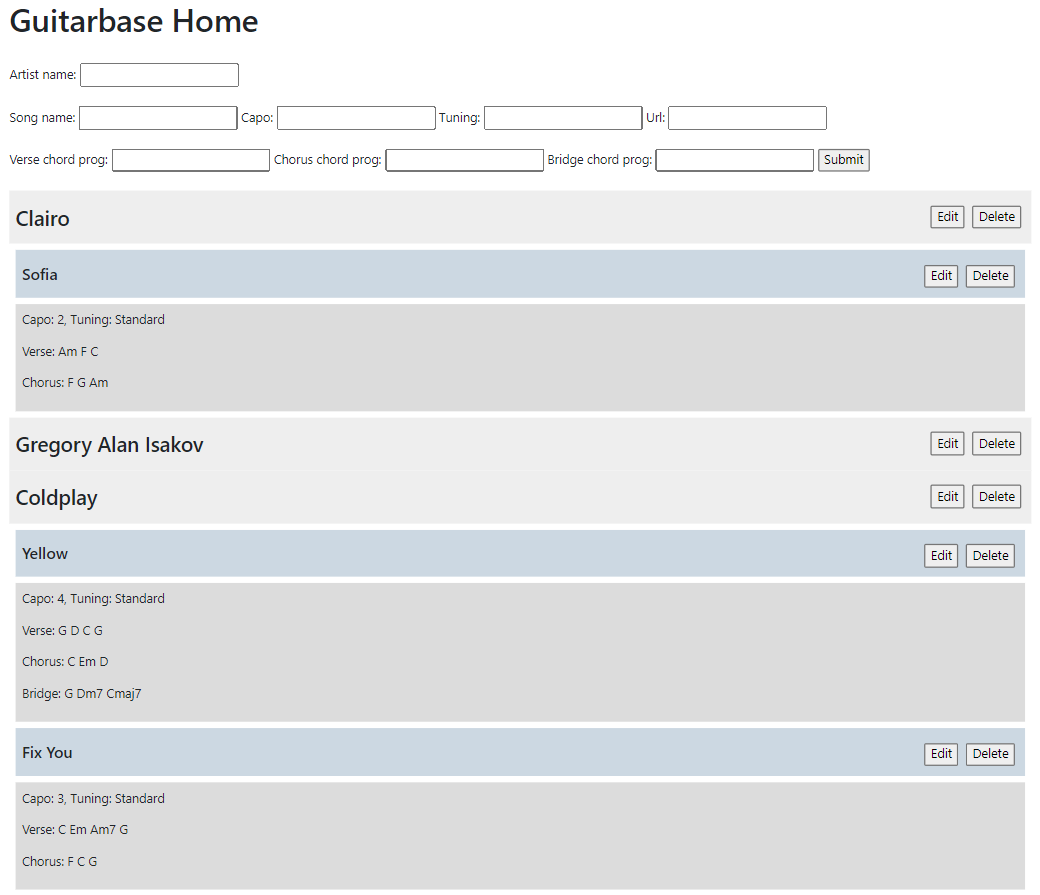 Guitarbase Home
Artist name:
Song name: Capo: Tuning: Url:
Verse chord prog: Chorus chord prog: Bridge chord prog: Submit
Clairo Edit Delete
Sofia Edit Delete
Capo: 2, Tuning: Standard
Verse: Am F C
Chorus: F G Am
Gregory Alan Isakov Edit Delete
Coldplay Edit Delete
Yellow Edit Delete
Capo: 4, Tuning: Standard
Verse: G D C G
Chorus: C Em D
Bridge: G Dm7 Cmaj7
Fix You Edit Delete
Capo: 3, Tuning: Standard
Verse: C Em Am7 G
Chorus: F C G